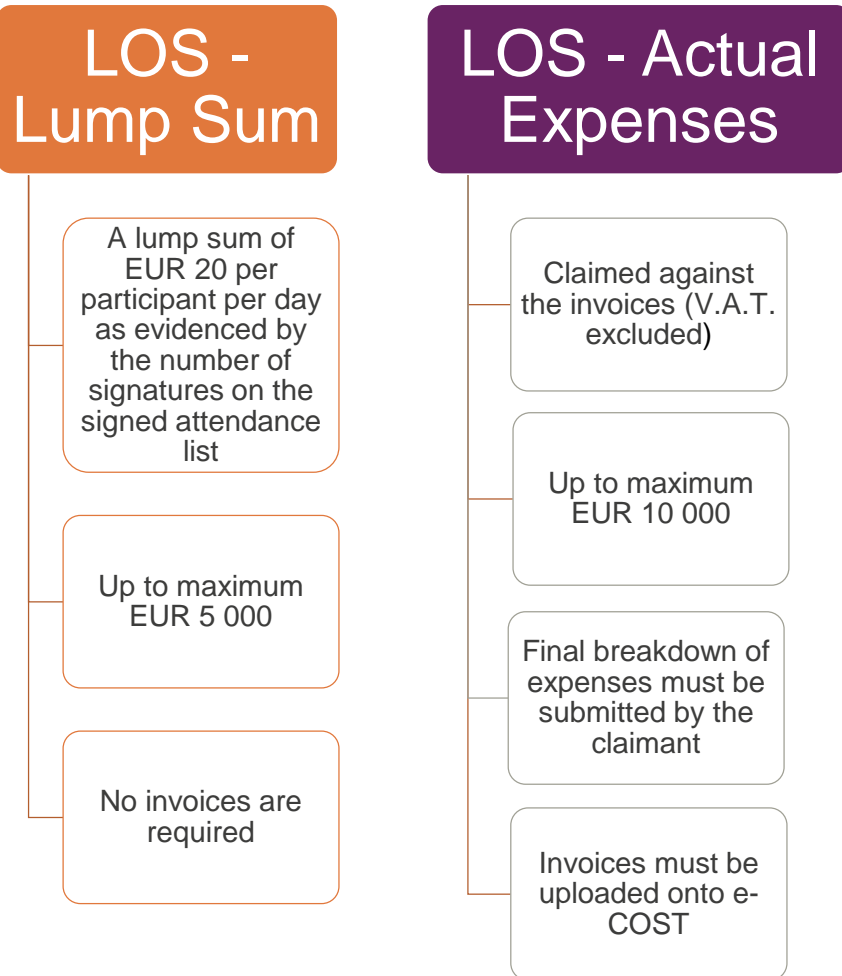 LOS -
Lump Sum
A lump sum of
EUR 20 per
participant per day
as evidenced by
the number of
signatures on the
signed attendance
list
Up to maximum
EUR 5 000
No invoices are
required
LOS - Actual
Expenses
Claimed against
the invoices (V.A.T.
excluded)
Up to maximum
EUR 10 000
Final breakdown of
expenses must be
submitted by the
claimant
Invoices must be
uploaded onto e-
COST